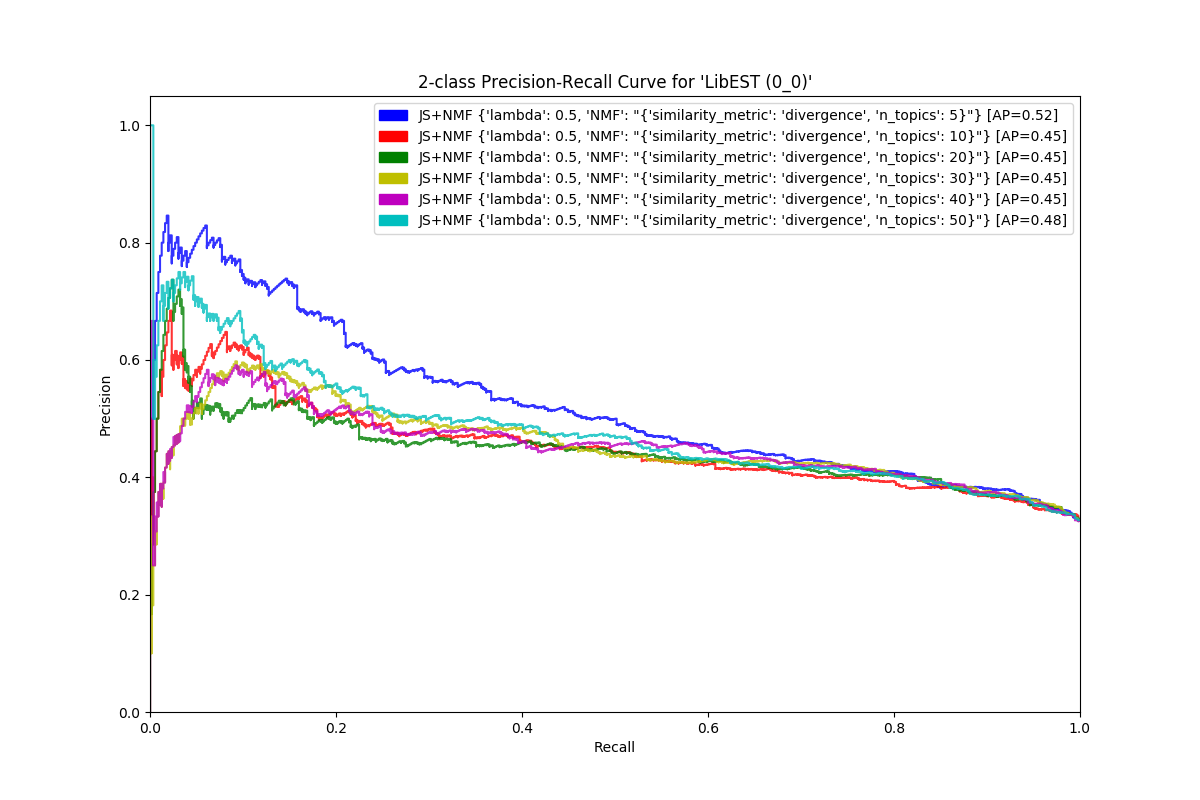 2-class Precision-Recall Curve for 'LibEST (0_0)'
JS+NMF {'lambda': 0.5, 'NMF': "{'similarity_metric': 'divergence', 'n_topics': 5}"} [AP=0.52]
JS+NMF {'lambda': 0.5, 'NMF': "{'similarity_metric': 'divergence', 'n_topics': 10}"} [AP=0.45]
JS+NMF {'lambda': 0.5, 'NMF': "{'similarity_metric': 'divergence', 'n_topics': 20}"} [AP=0.45]
JS+NMF {'lambda': 0.5, 'NMF': "{'similarity_metric': 'divergence', 'n_topics': 30}"} [AP=0.45]
JS+NMF {'lambda': 0.5, 'NMF': "{'similarity_metric': 'divergence', 'n_topics': 40}"} [AP=0.45]
JS+NMF {'lambda': 0.5, 'NMF': "{'similarity_metric': 'divergence', 'n_topics': 50}"} [AP=0.48]
1.0
0.8
0.6
0.4
0.2
0.0
Precision
0.0 0.2 0.4 0.6 0.8 1.0
Recall